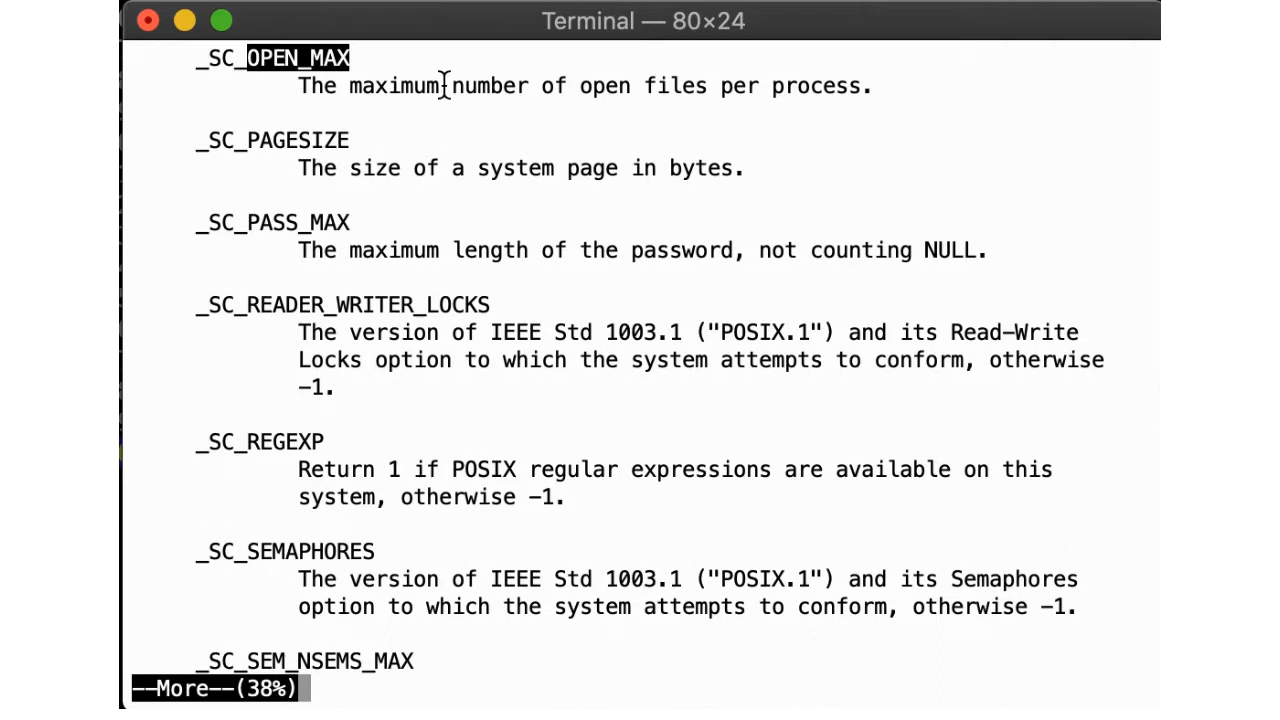 Terminal — 80×24
_SC_OPEN_MAX
The maximum number of open files per process.
_SC_PAGESIZE
The size of a system page in bytes.
_SC_PASS_MAX
The maximum length of the password, not counting NULL.
_SC_READER_WRITER_LOCKS
The version of IEEE Std 1003.1 ("POSIX.1") and its Read-Write
Locks option to which the system attempts to conform, otherwise
-1.
_SC_REGEXP
Return 1 if POSIX regular expressions are available on this
system, otherwise -1.
_SC_SEMAPHORES
The version of IEEE Std 1003.1 ("POSIX.1") and its Semaphores
option to which the system attempts to conform, otherwise -1.
_SC_SEM_NSEMS_MAX
--More--(38%)